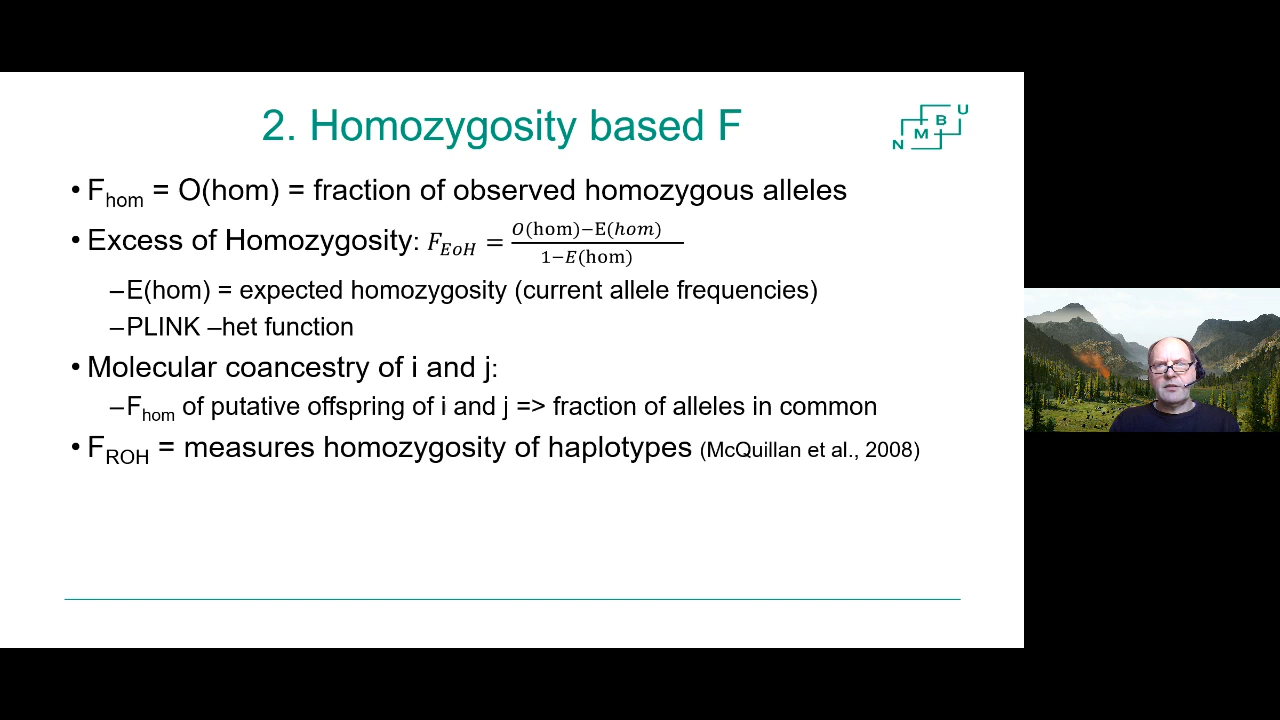 2. Homozygosity based F
N M B U
• F_hom = O(hom) = fraction of observed homozygous alleles
• Excess of Homozygosity: F_EoH = (O(hom)−E(hom)) / (1−E(hom))
–E(hom) = expected homozygosity (current allele frequencies)
–PLINK –het function
• Molecular coancestry of i and j:
–F_hom of putative offspring of i and j => fraction of alleles in common
• F_ROH = measures homozygosity of haplotypes (McQuillan et al., 2008)